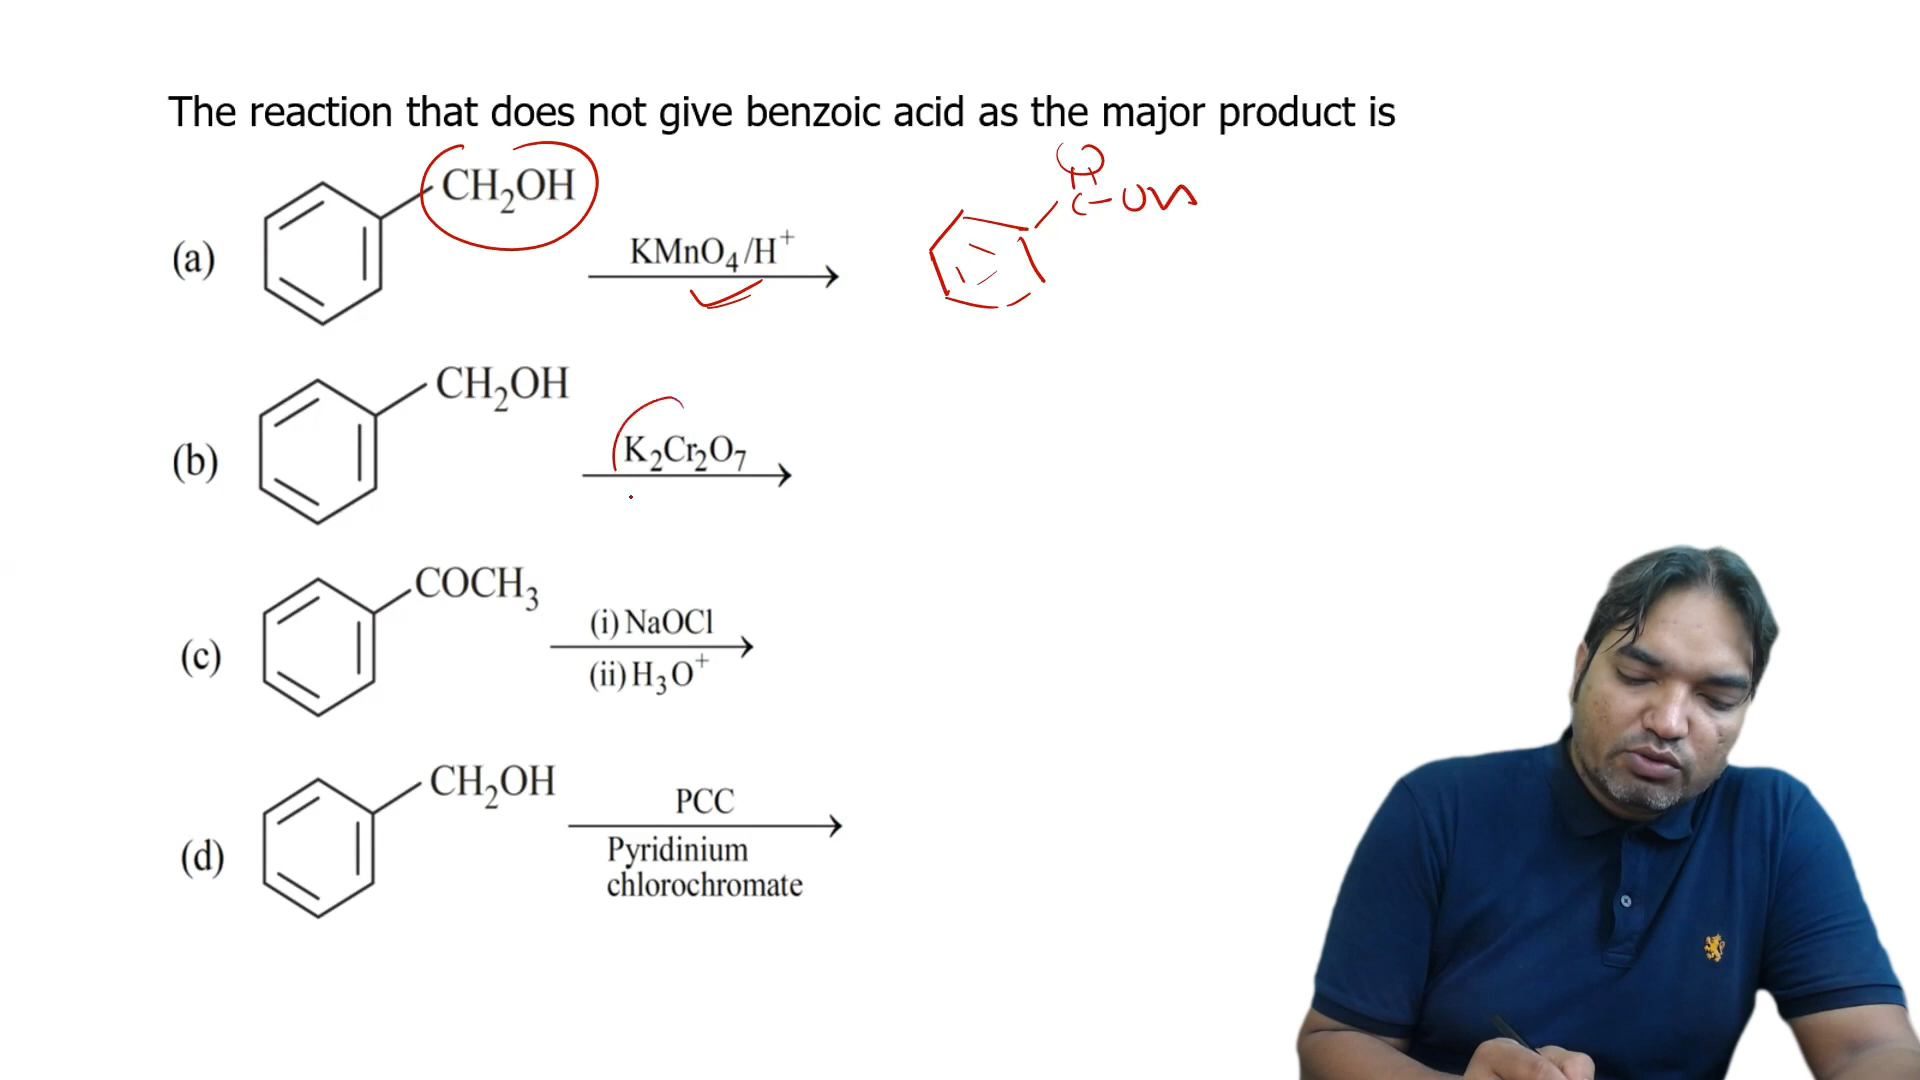 The reaction that does not give benzoic acid as the major product is
(a) CH₂OH KMnO₄/H⁺
(b) CH₂OH K₂Cr₂O₇
(c) COCH₃ (i) NaOCl
(ii) H₃O⁺
(d) CH₂OH PCC
Pyridinium
chlorochromate